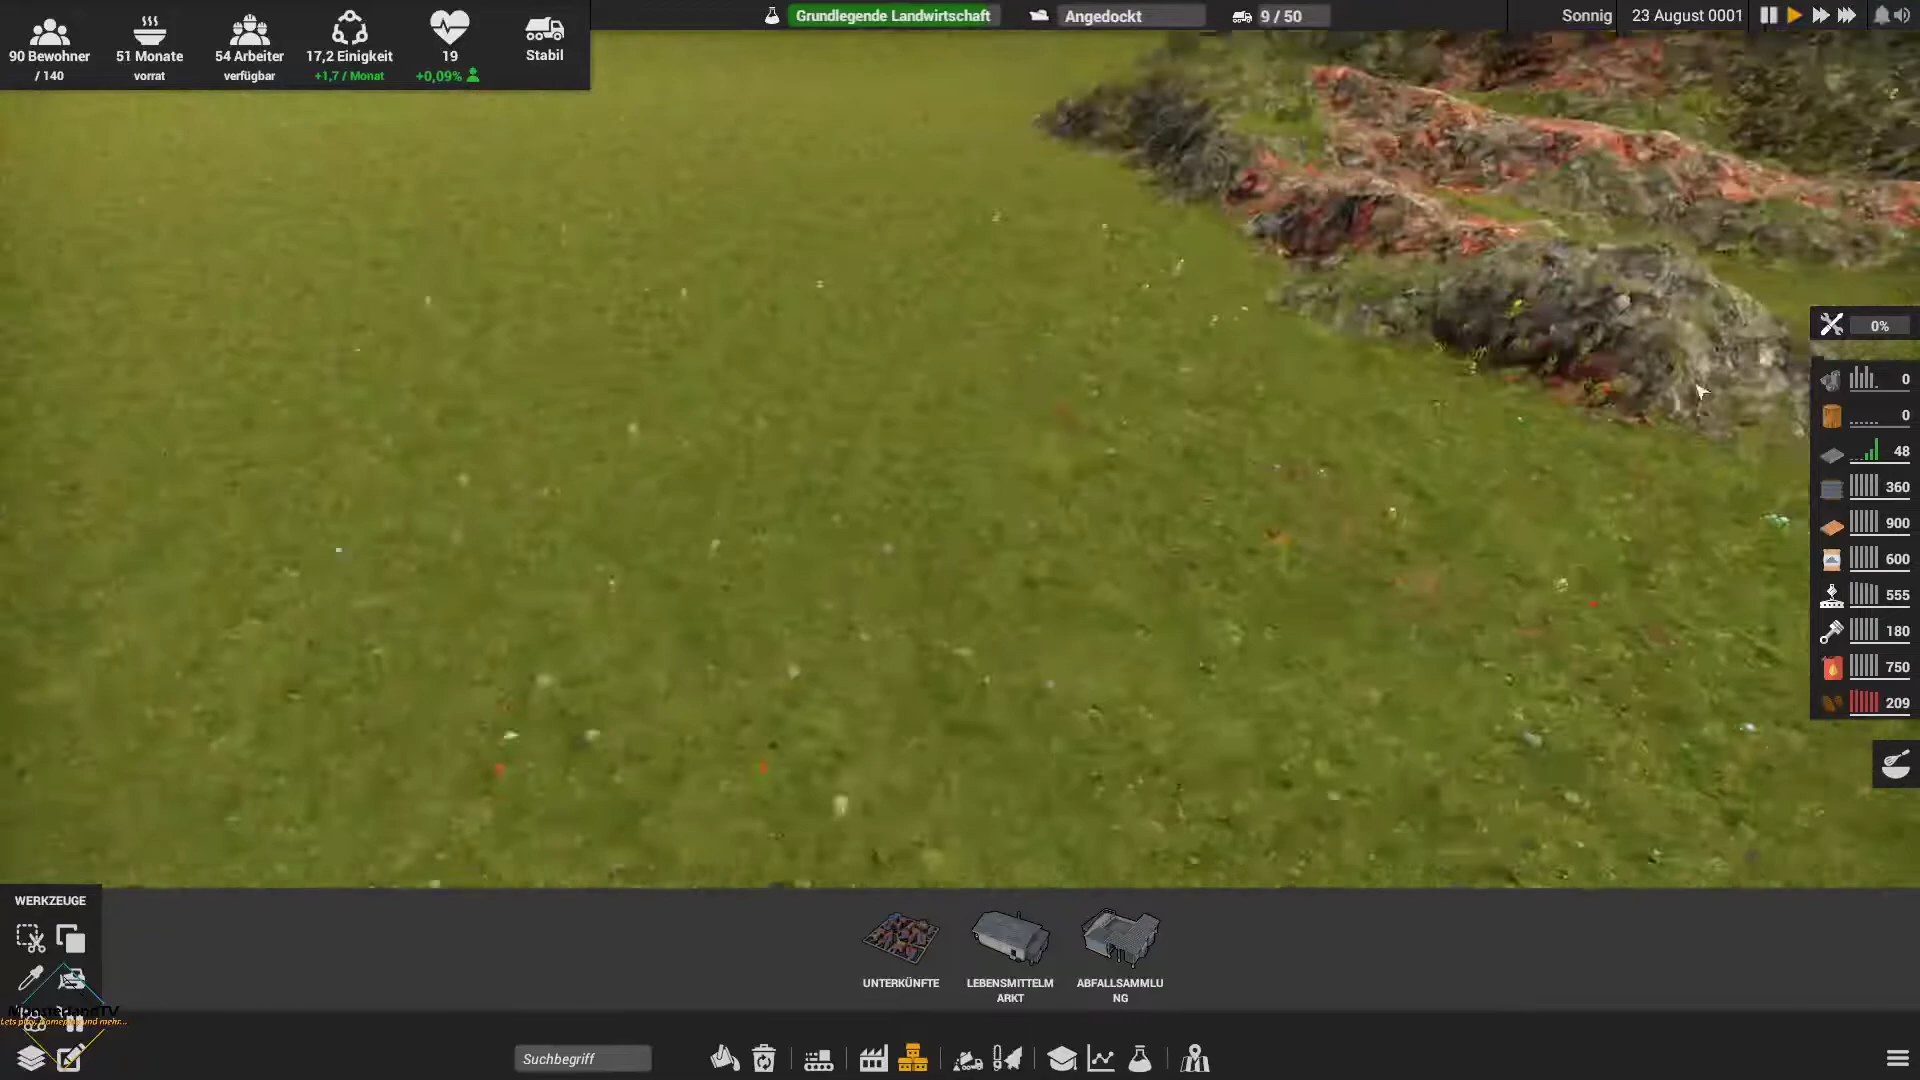 Grundlegende Landwirtschaft
Angedockt
9 / 50
Sonnig
23 August 0001
90 Bewohner
/ 140
51 Monate
vorrat
54 Arbeiter
verfügbar
17,2 Einigkeit
+1,7 / Monat
19
+0,09%
Stabil
0%
0
0
48
360
900
600
555
180
750
209
WERKZEUGE
UNTERKÜNFTE
LEBENSMITTELM
ARKT
ABFALLSAMMLU
NG
Suchbegriff